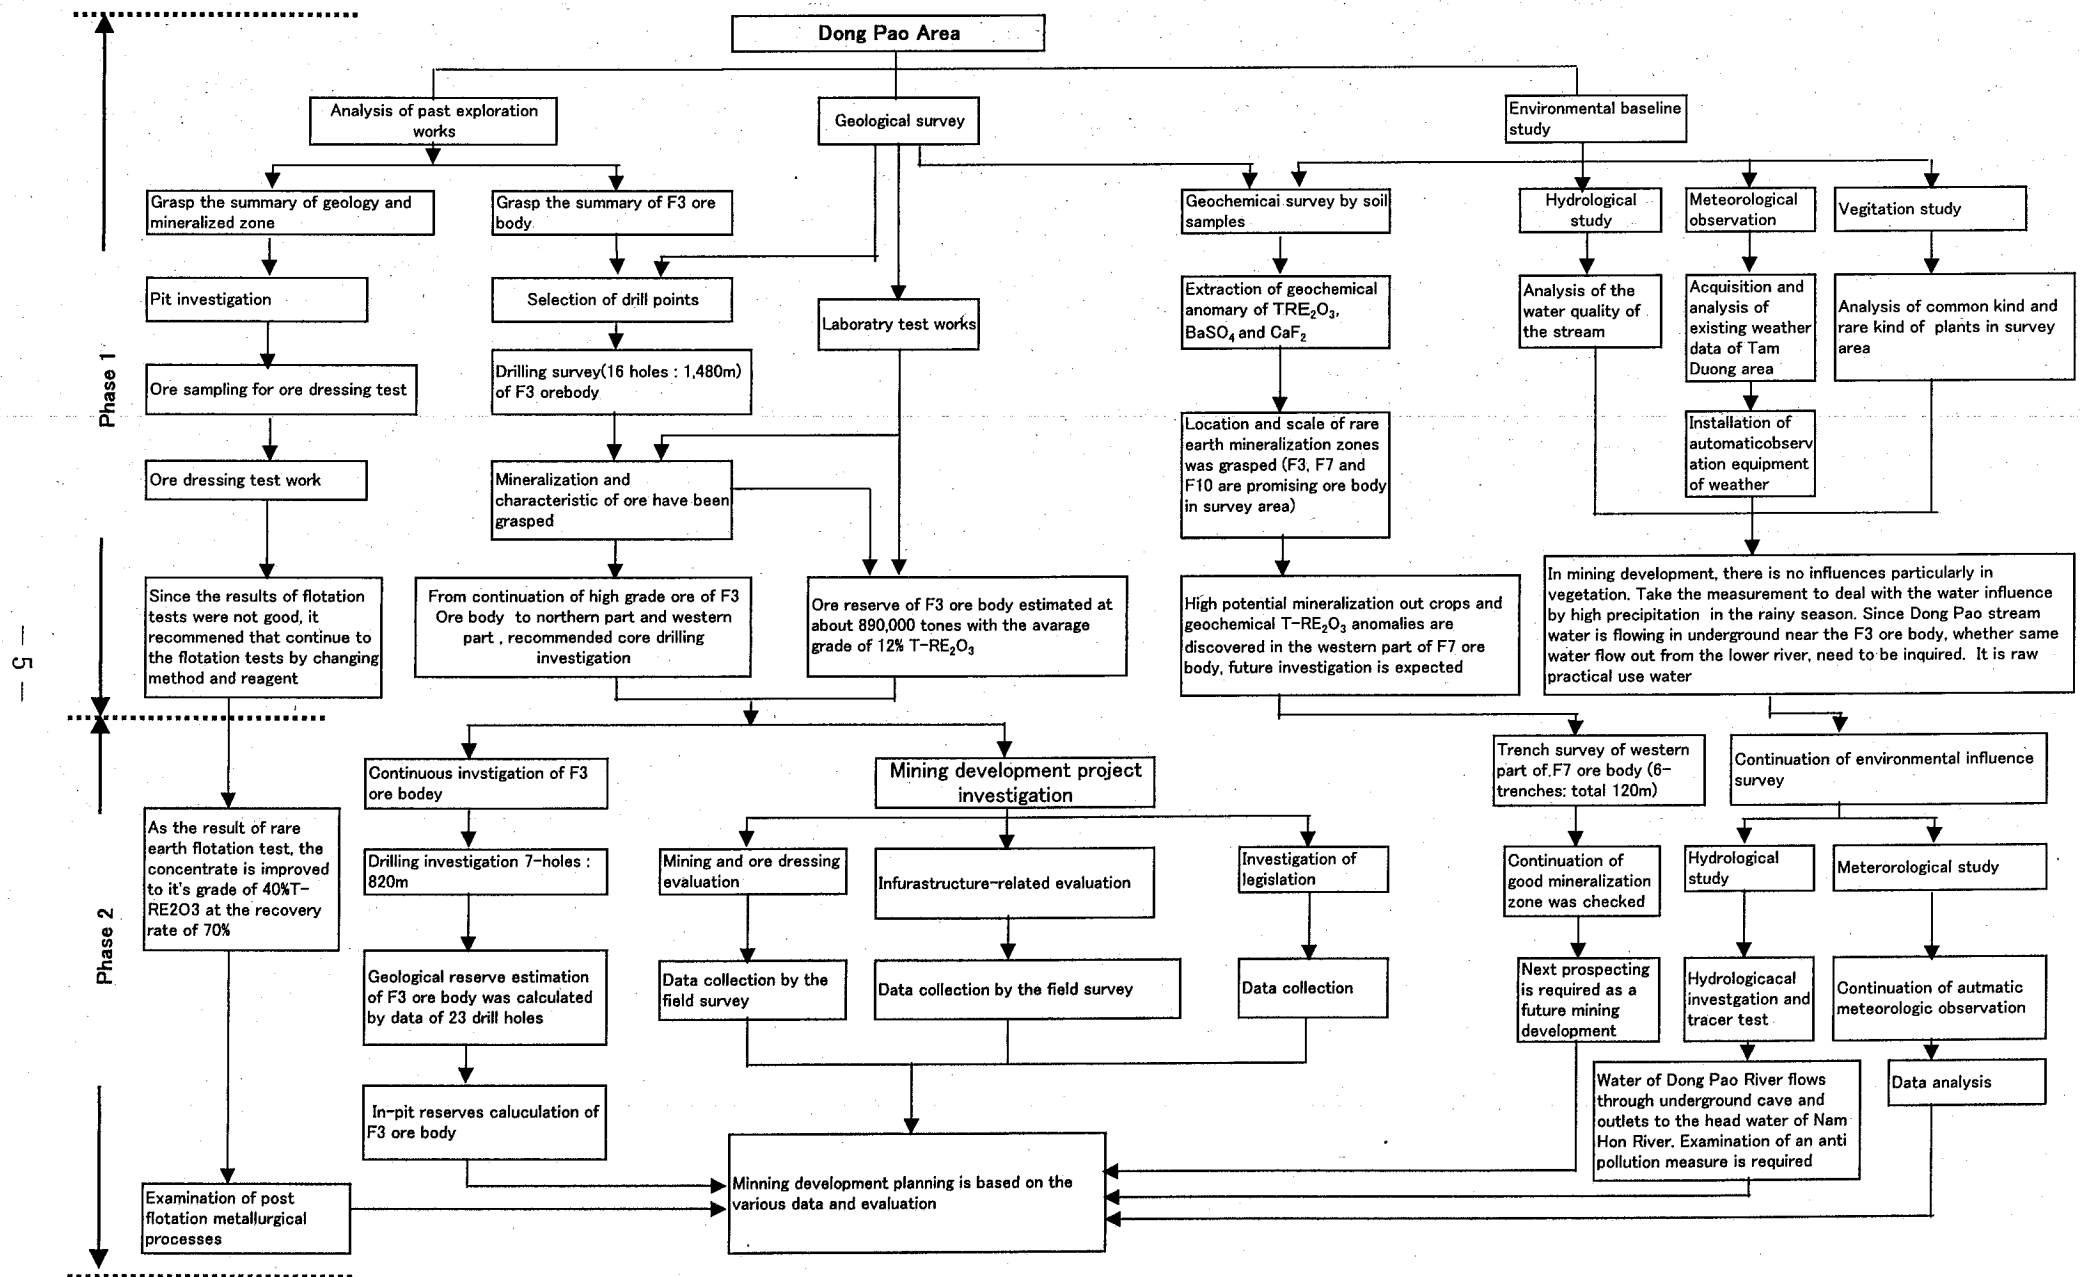 Dong Pao Area
Analysis of past exploration
works
Geological survey
Environmental baseline
study
Grasp the summary of geology and
mineralized zone
Grasp the summary of F3 ore
body
Geochemicai survey by soil
samples
Hydrological
study
Meteorological
observation
Vegitation study
Pit investigation
Selection of drill points
Laboratry test works
Extraction of geochemical
anomary of TRE₂O₃,
BaSO₄ and CaF₂
Analysis of the
water quality of
the stream
Acquisition and
analysis of
existing weather
data of Tam
Duong area
Analysis of common kind and
rare kind of plants in survey
area
Phase 1
Ore sampling for ore dressing test
Drilling survey(16 holes : 1,480m)
of F3 orebody
Location and scale of rare
earth mineralization zones
was grasped (F3, F7 and
F10 are promising ore body
in survey area)
Installation of
automaticobserv
ation equipment
of weather
Ore dressing test work
Mineralization and
characteristic of ore have been
grasped
Since the results of flotation
tests were not good, it
recommened that continue to
the flotation tests by changing
method and reagent
From continuation of high grade ore of F3
Ore body to northern part and western
part , recommended core drilling
investigation
Ore reserve of F3 ore body estimated at
about 890,000 tones with the avarage
grade of 12% T-RE₂O₃
High potential mineralization out crops and
geochemical T-RE₂O₃ anomalies are
discovered in the western part of F7 ore
body, future investigation is expected
In mining development, there is no influences particularly in
vegetation. Take the measurement to deal with the water influence
by high precipitation in the rainy season. Since Dong Pao stream
water is flowing in underground near the F3 ore body, whether same
water flow out from the lower river, need to be inquired. It is raw
practical use water
— 5 —
Phase 2
Continuous invstigation of F3
ore bodey
Mining development project
investigation
Trench survey of western
part of.F7 ore body (6-
trenches: total 120m)
Continuation of environmental influence
survey
As the result of rare
earth flotation test, the
concentrate is improved
to it's grade of 40%T-
RE2O3 at the recovery
rate of 70%
Drilling investigation 7-holes :
820m
Mining and ore dressing
evaluation
Infurastructure-related evaluation
Investigation of
legislation
Continuation of
good mineralization
zone was checked
Hydrological
study
Meterorological study
Geological reserve estimation
of F3 ore body was calculated
by data of 23 drill holes
Data collection by the
field survey
Data collection by the field survey
Data collection
Next prospecting
is required as a
future mining
development
Hydrologicacal
investgation and
tracer test
Continuation of autmatic
meteorologic observation
In-pit reserves caluculation of
F3 ore body
Water of Dong Pao River flows
through underground cave and
outlets to the head water of Nam
Hon River. Examination of an anti
pollution measure is required
Data analysis
Examination of post
flotation metallurgical
processes
Minning development planning is based on the
various data and evaluation